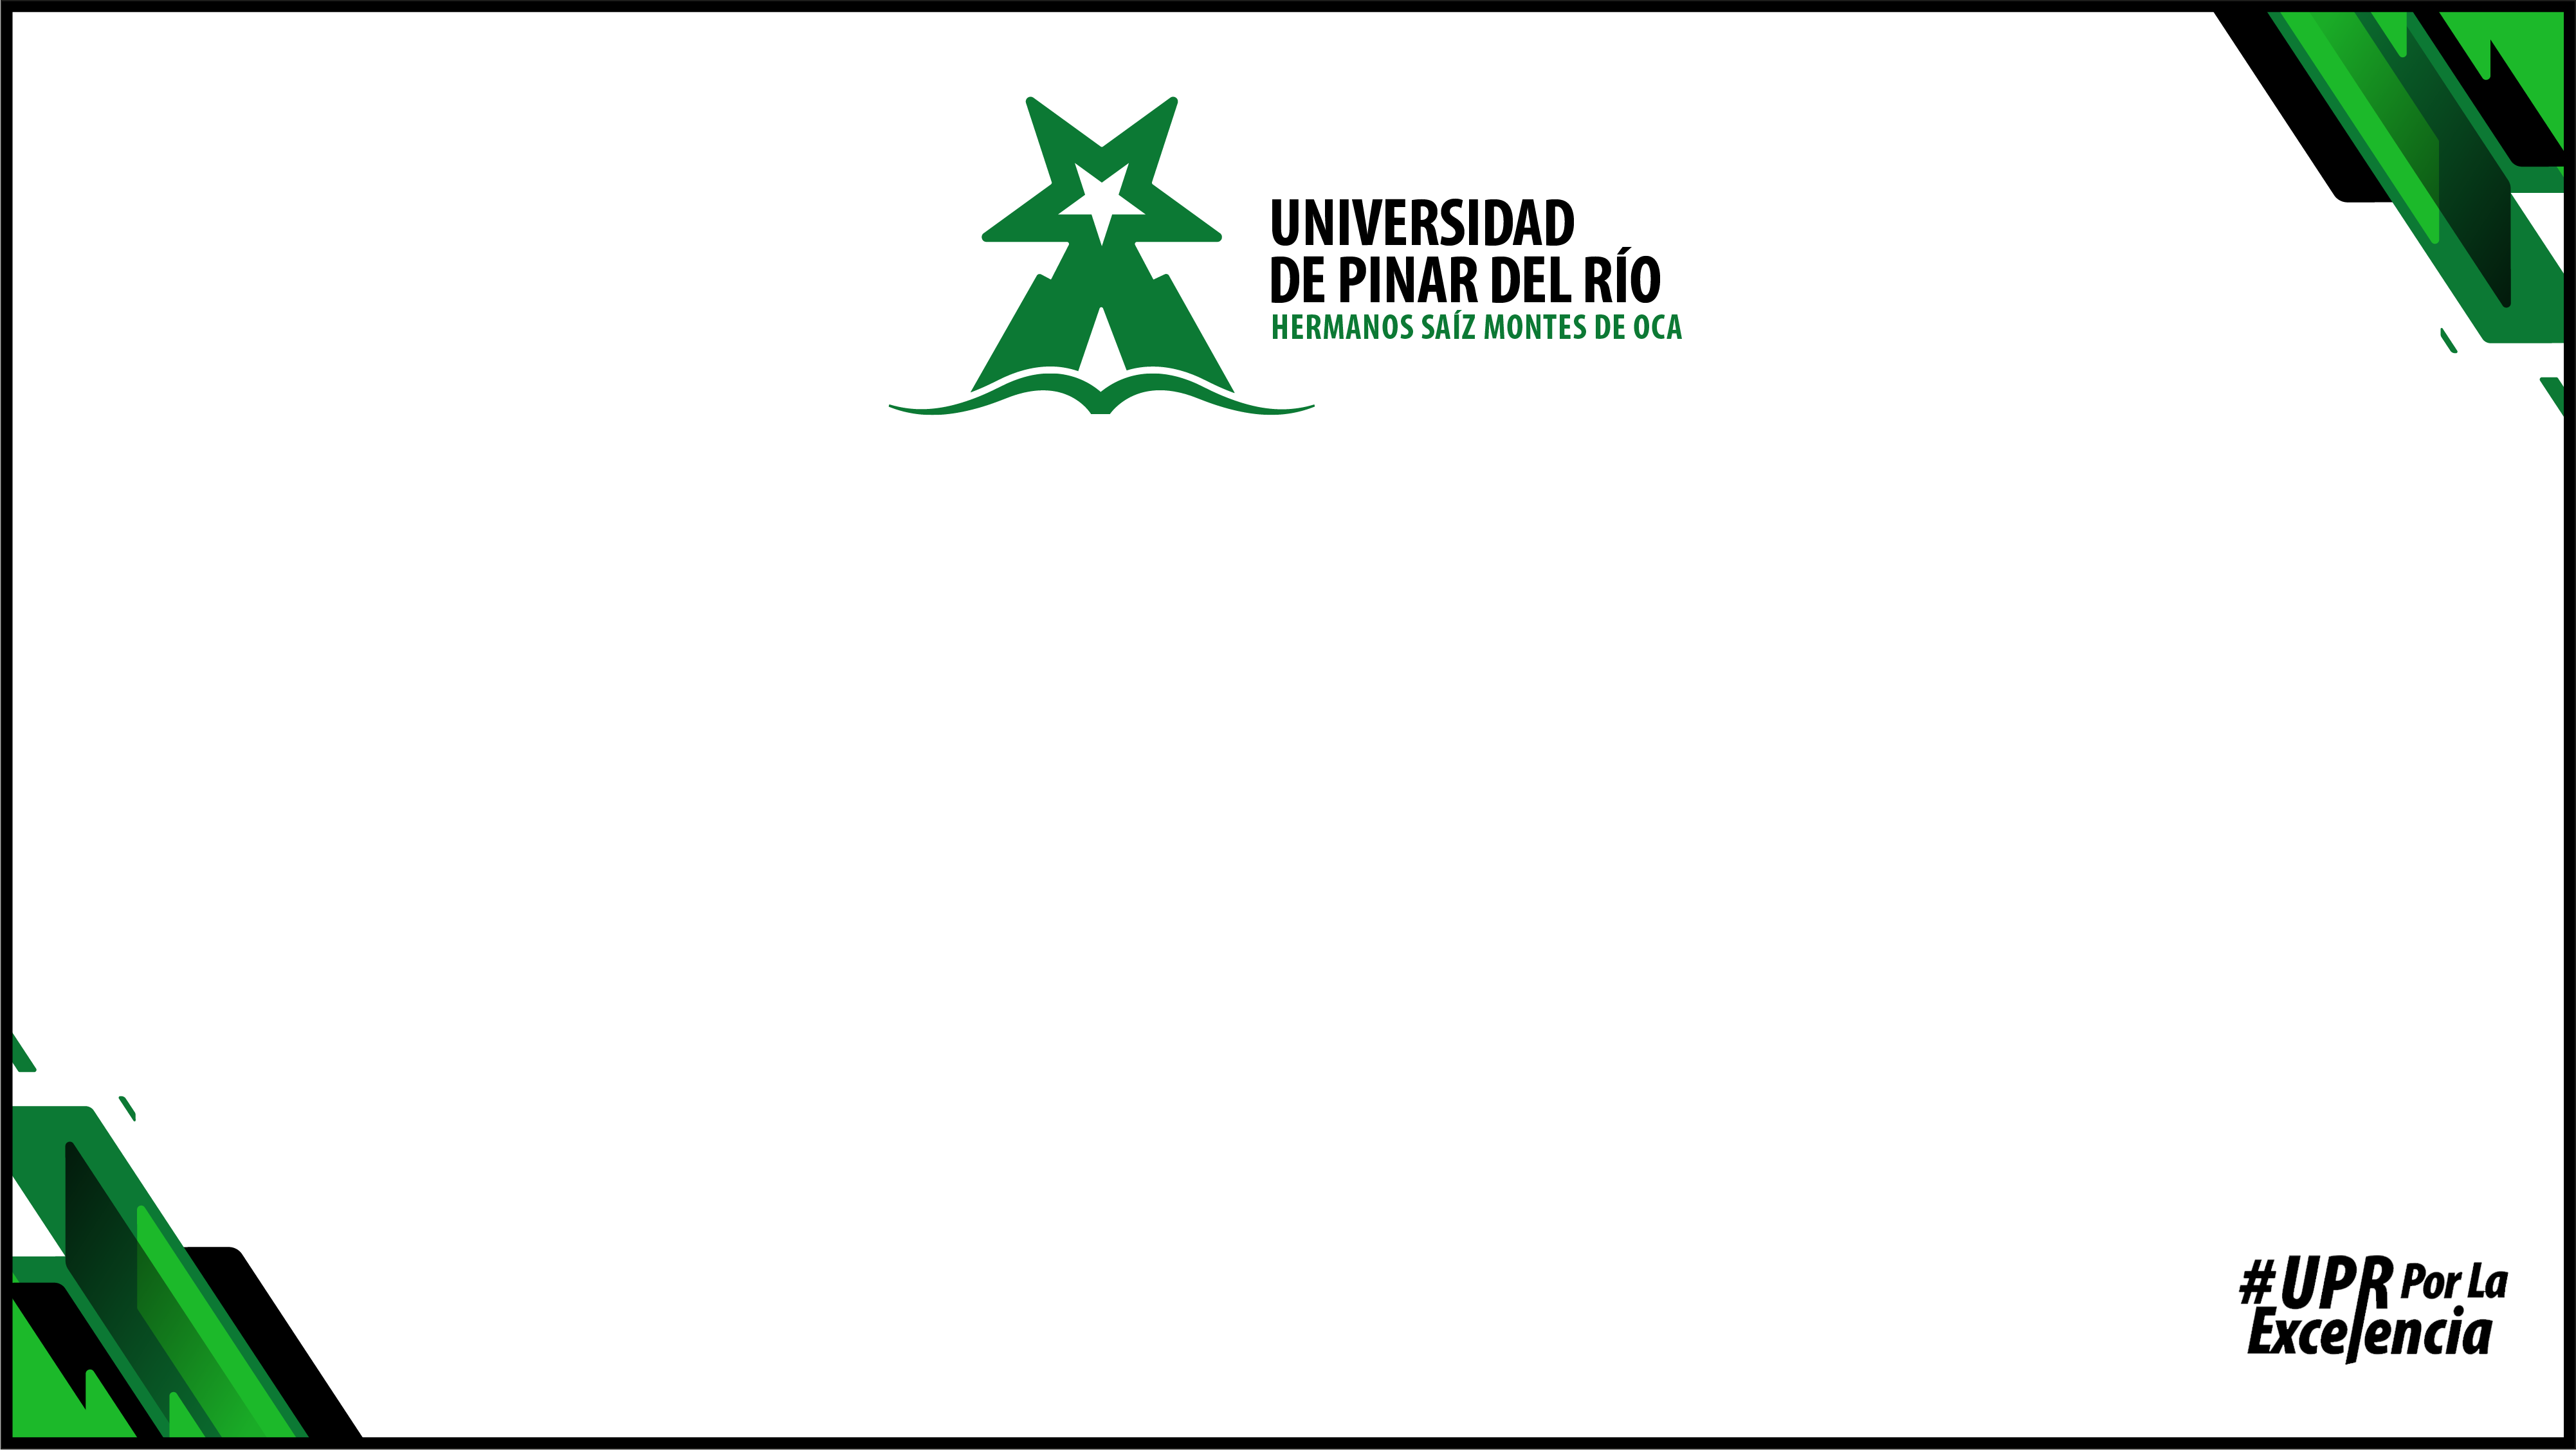 UNIVERSIDAD
DE PINAR DEL RÍO
HERMANOS SAÍZ MONTES DE OCA
#UPR Por La
Excelencia